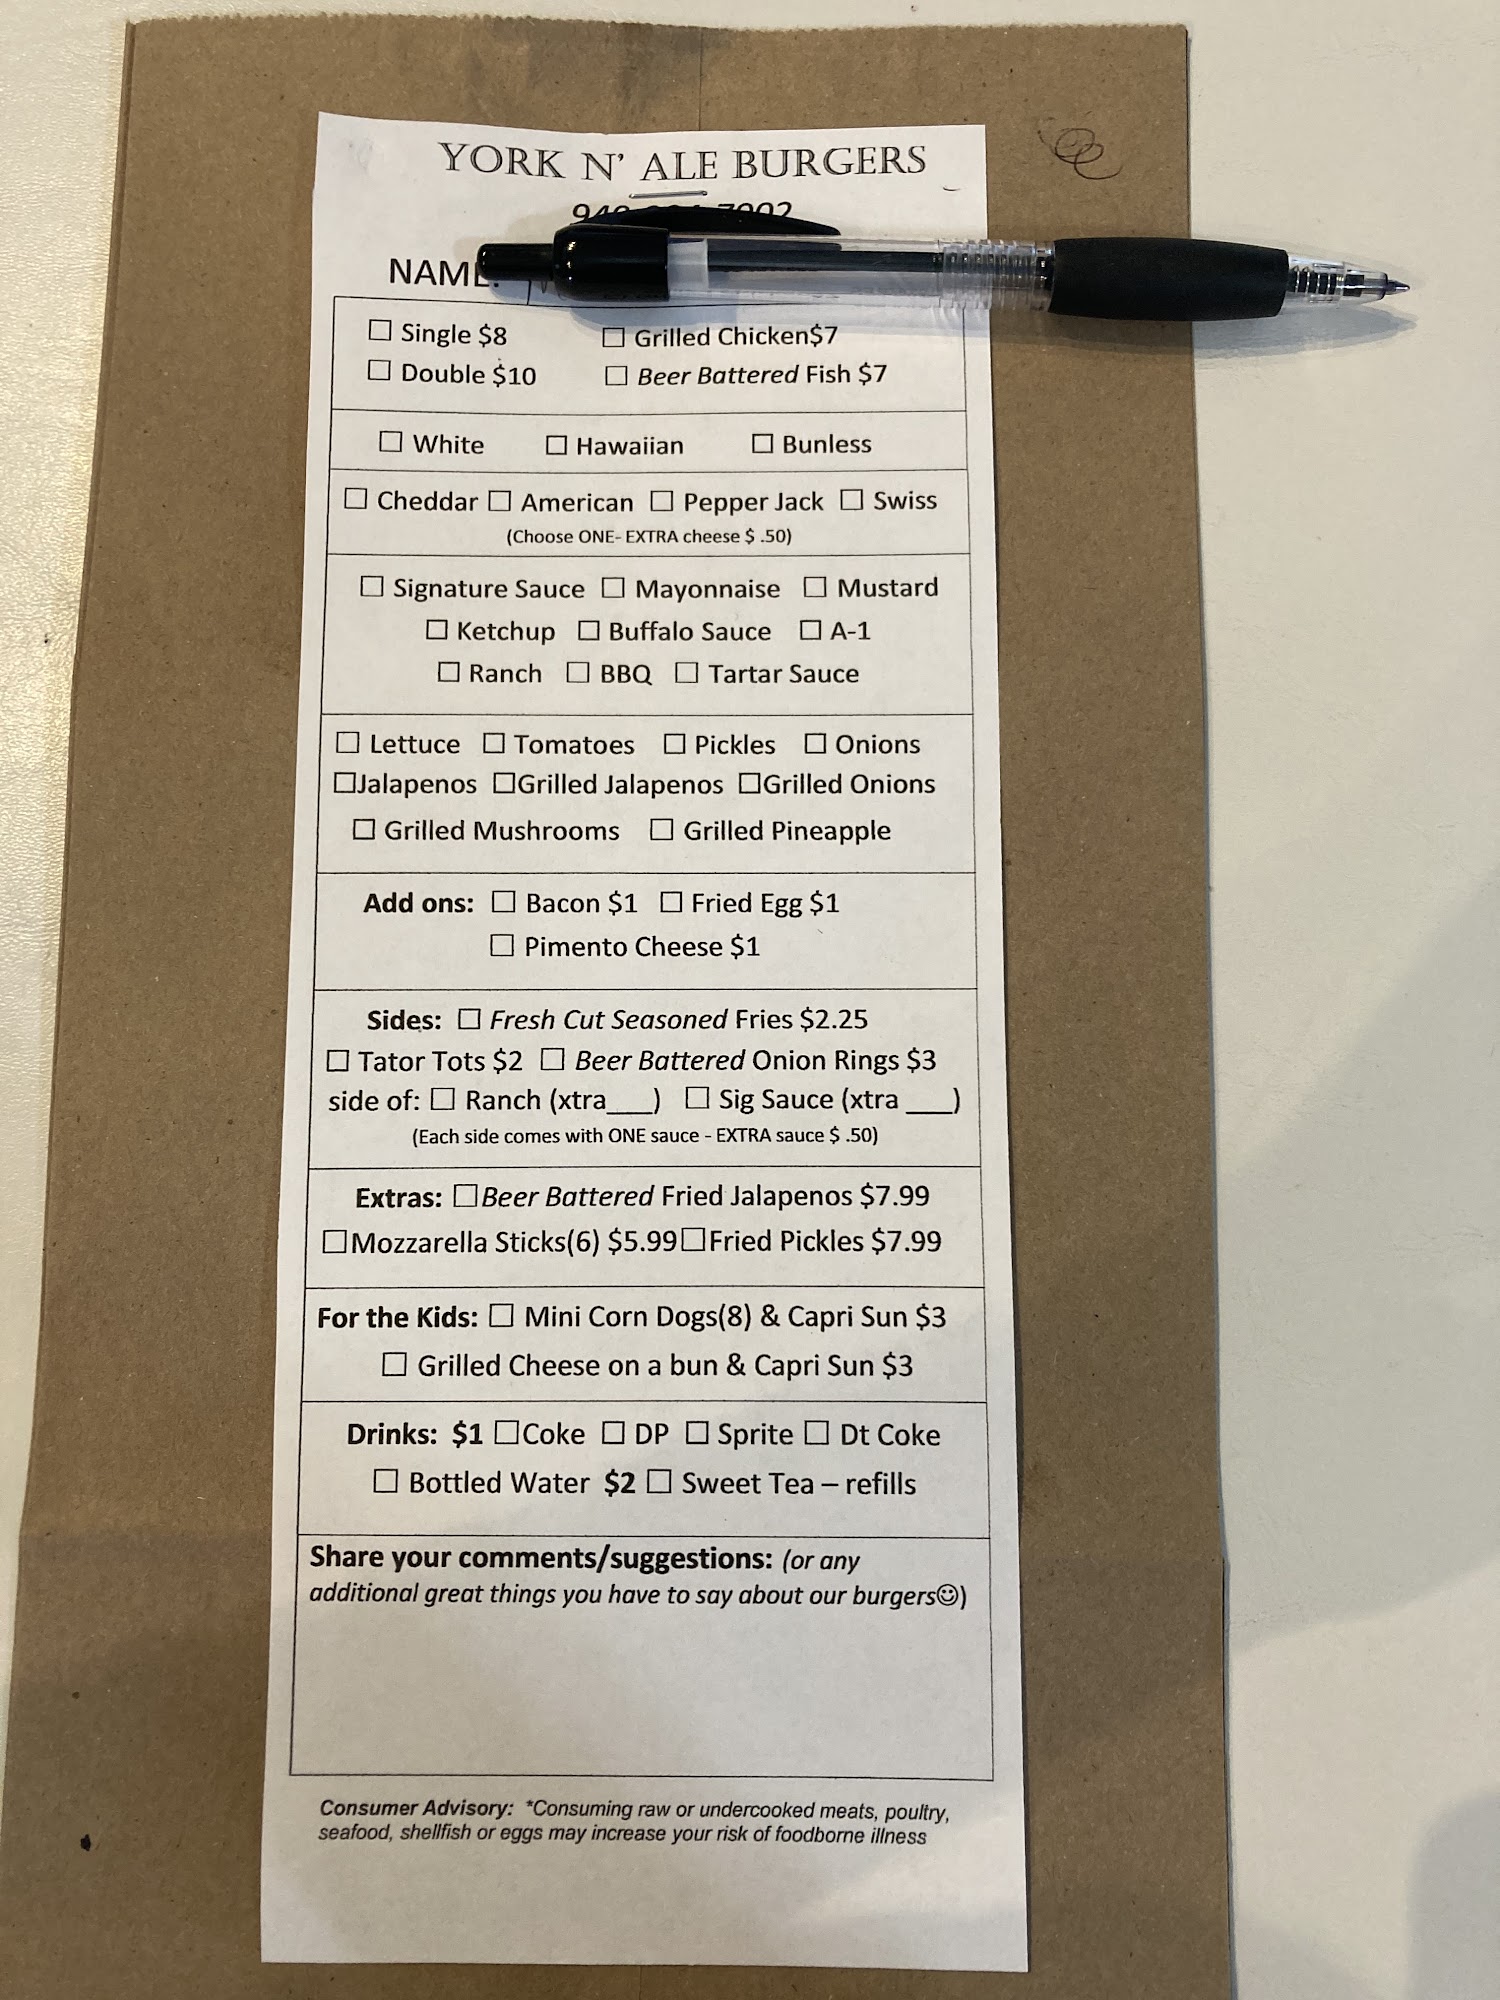 YORK N' ALE BURGERS
☐ Single $8 ☐ Grilled Chicken$7
☐ Double $10 ☐ Beer Battered Fish $7
☐ White ☐ Hawaiian ☐ Bunless
☐ Cheddar ☐ American ☐ Pepper Jack ☐ Swiss
(Choose ONE- EXTRA cheese $ .50)
☐ Signature Sauce ☐ Mayonnaise ☐ Mustard
☐ Ketchup ☐ Buffalo Sauce ☐ A-1
☐ Ranch ☐ BBQ ☐ Tartar Sauce
☐ Lettuce ☐ Tomatoes ☐ Pickles ☐ Onions
☐Jalapenos ☐Grilled Jalapenos ☐Grilled Onions
☐ Grilled Mushrooms ☐ Grilled Pineapple
Add ons: ☐ Bacon $1 ☐ Fried Egg $1
☐ Pimento Cheese $1
Sides: ☐ Fresh Cut Seasoned Fries $2.25
☐ Tator Tots $2 ☐ Beer Battered Onion Rings $3
side of: ☐ Ranch (xtra___) ☐ Sig Sauce (xtra ___)
(Each side comes with ONE sauce - EXTRA sauce $ .50)
Extras: ☐Beer Battered Fried Jalapenos $7.99
☐Mozzarella Sticks(6) $5.99☐Fried Pickles $7.99
For the Kids: ☐ Mini Corn Dogs(8) & Capri Sun $3
☐ Grilled Cheese on a bun & Capri Sun $3
Drinks: $1 ☐Coke ☐ DP ☐ Sprite ☐ Dt Coke
☐ Bottled Water $2 ☐ Sweet Tea – refills
Share your comments/suggestions: (or any
additional great things you have to say about our burgers☺)
Consumer Advisory: *Consuming raw or undercooked meats, poultry,
seafood, shellfish or eggs may increase your risk of foodborne illness